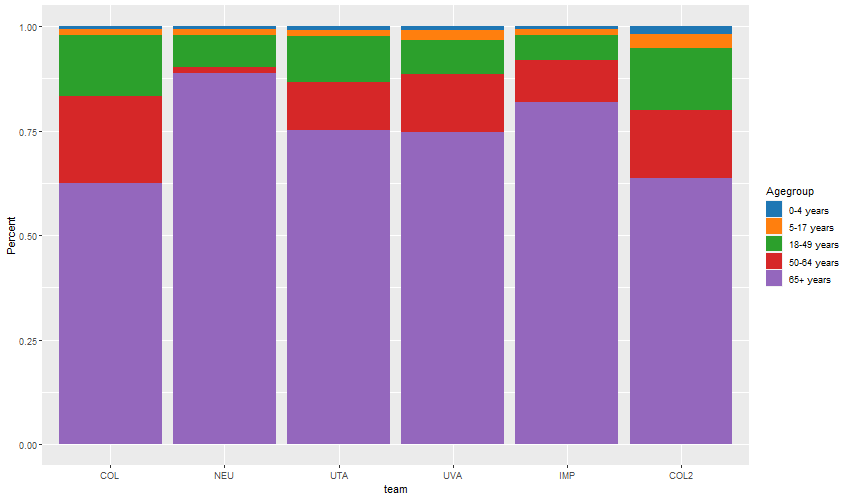 1.00
0.75
0.50
0.25
0.00
Percent
COL NEU UTA UVA IMP COL2
team
Agegroup
0-4 years
5-17 years
18-49 years
50-64 years
65+ years